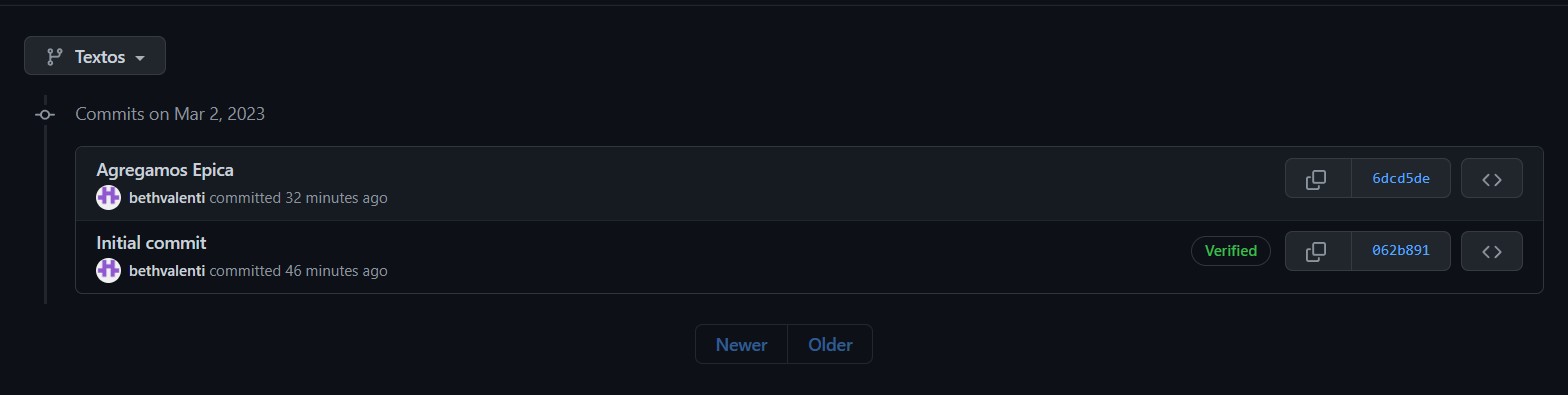 Textos
Commits on Mar 2, 2023
Agregamos Epica
bethvalenti committed 32 minutes ago
6dcd5de
Initial commit
bethvalenti committed 46 minutes ago
Verified
062b891
Newer
Older